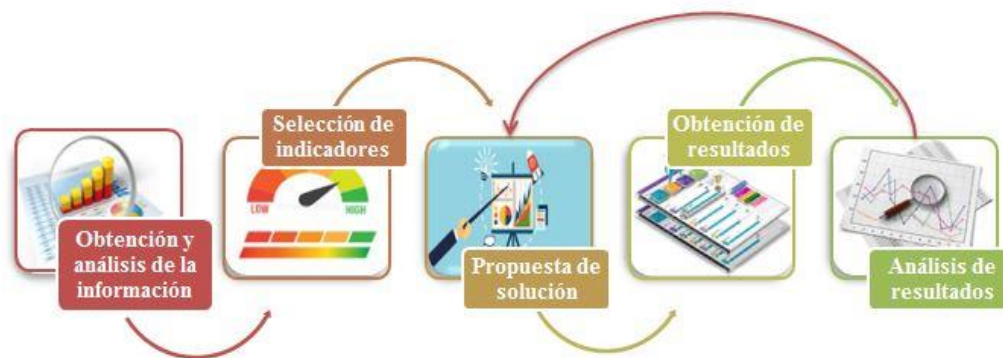 Obtención y
análisis de la
información
Selección de
indicadores
LOW
HIGH
Propuesta de
solución
Obtención de
resultados
Análisis de
resultados